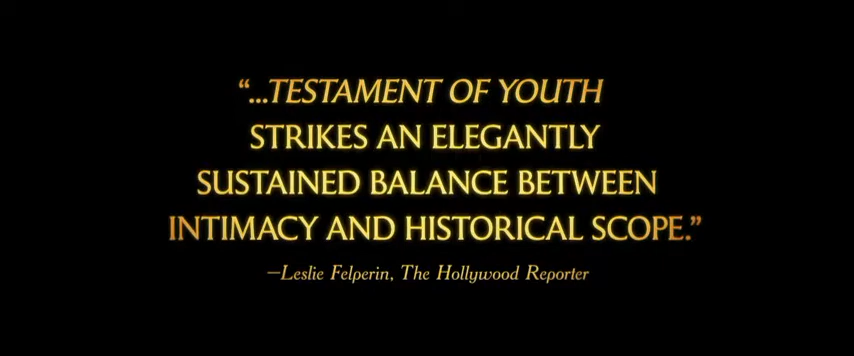 “...TESTAMENT OF YOUTH
STRIKES AN ELEGANTLY
SUSTAINED BALANCE BETWEEN
INTIMACY AND HISTORICAL SCOPE.”
—Leslie Felperin, The Hollywood Reporter